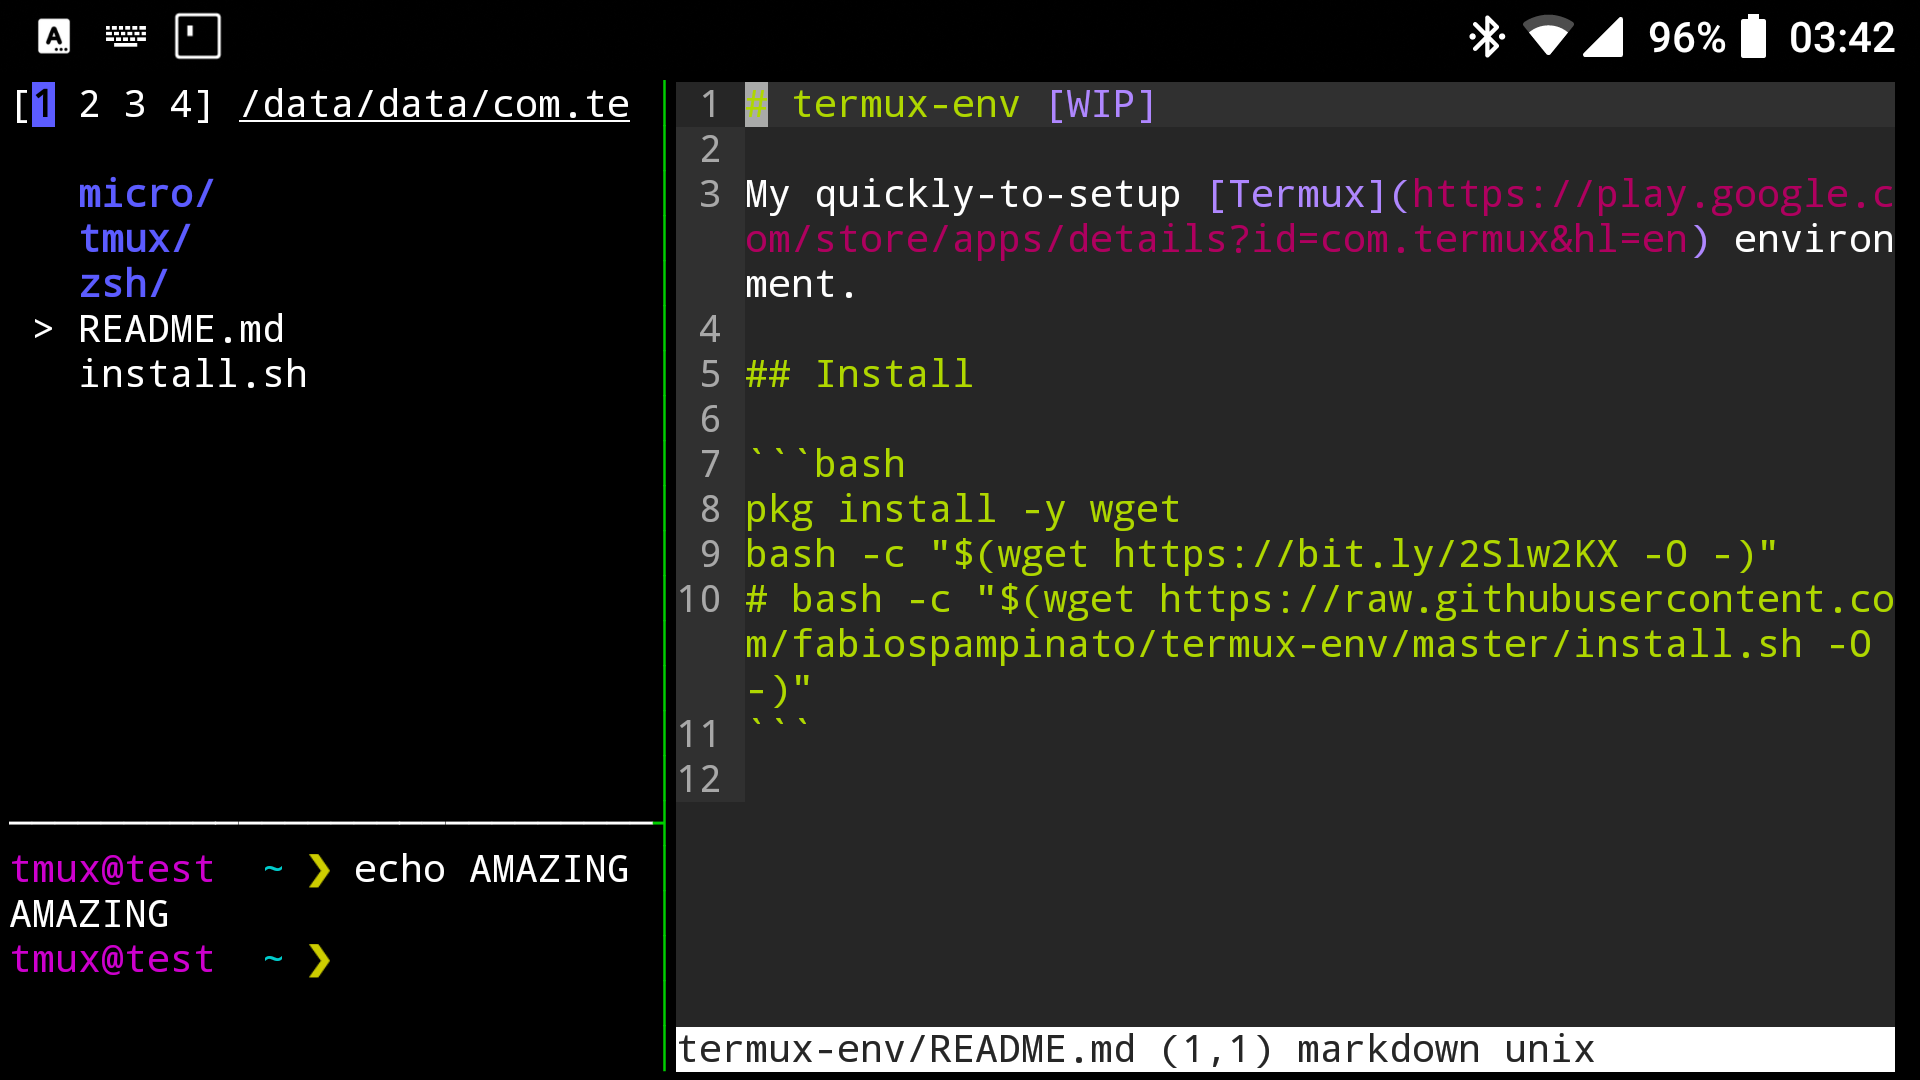 A
96% 03:42
[1 2 3 4] /data/data/com.te
micro/
tmux/
zsh/
> README.md
install.sh
tmux@test ~ ❯ echo AMAZING
AMAZING
tmux@test ~ ❯
1 # termux-env [WIP]
2
3 My quickly-to-setup [Termux](https://play.google.c
om/store/apps/details?id=com.termux&hl=en) environ
ment.
4
5 ## Install
6
7 ```bash
8 pkg install -y wget
9 bash -c "$(wget https://bit.ly/2Slw2KX -O -)"
10 # bash -c "$(wget https://raw.githubusercontent.co
m/fabiospampinato/termux-env/master/install.sh -O
-)"
11 ```
12
termux-env/README.md (1,1) markdown unix